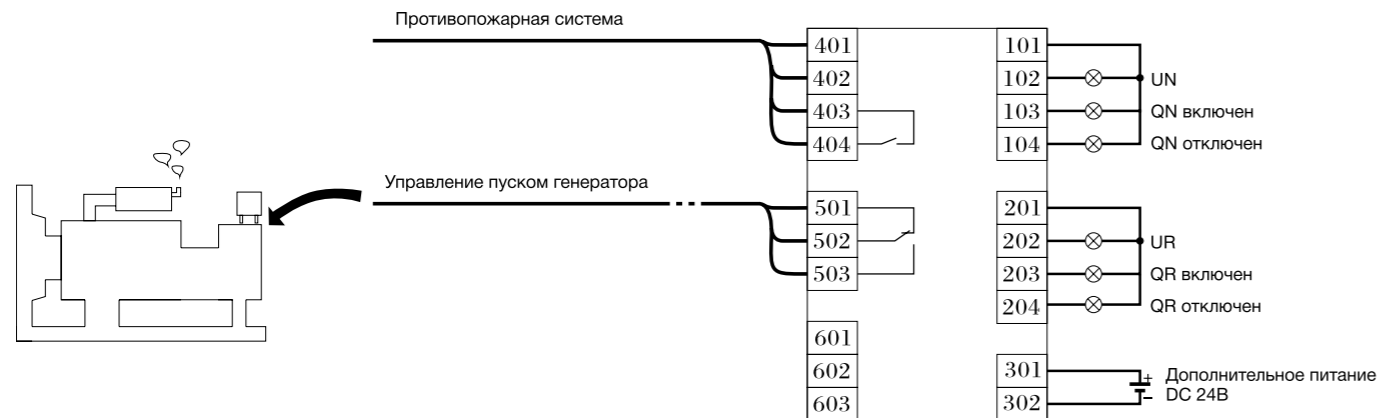 Противопожарная система
401
402
403
404
Управление пуском генератора
501
502
503
601
602
603
101
102 UN
103 QN включен
104 QN отключен
201
202 UR
203 QR включен
204 QR отключен
301 + Дополнительное питание
302 – DC 24В